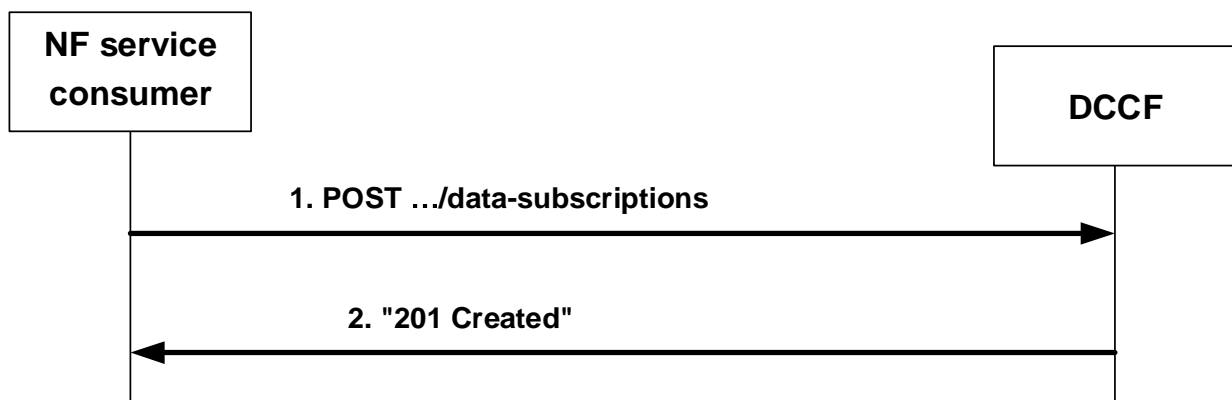 NF service
consumer
DCCF
1. POST …/data-subscriptions
2. "201 Created"